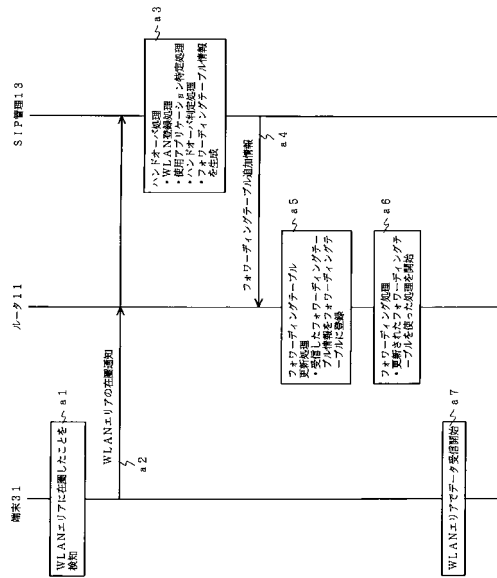 端末31
ルータ11
SIP管理13
WLANエリアに在圏したことを
検知
a1
WLANエリアの在圏通知
a2
ハンドオーバ処理
・WLAN登録処理
・使用アプリケーション特定処理
・ハンドオーバ判定処理
・フォワーディングテーブル情報
を生成
a3
フォワーディングテーブル追加情報
a4
フォワーディングテーブル
更新処理
・受信したフォワーディングテー
ブル情報をフォワーディングテ
ーブルに登録
a5
フォワーディング処理
・更新されたフォワーディングテ
ーブルを使った処理を開始
a6
WLANエリアでデータ受信開始
a7